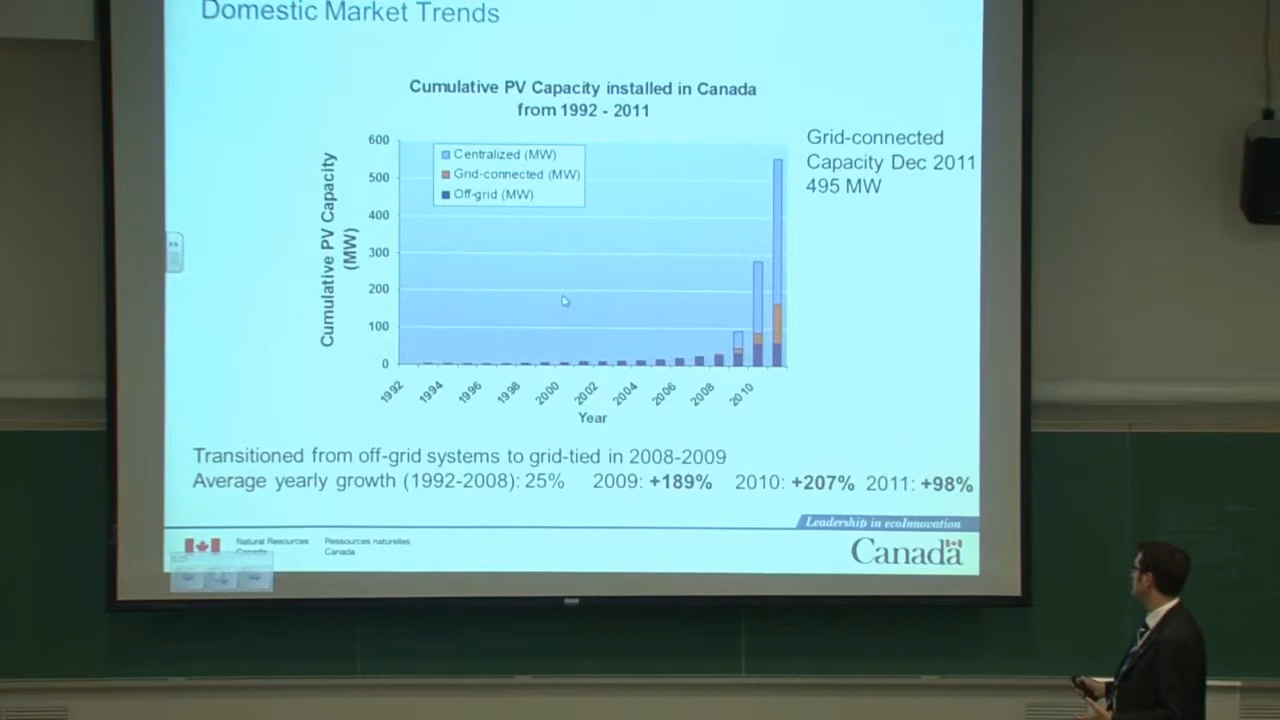 Domestic Market Trends
Cumulative PV Capacity installed in Canada
from 1992 - 2011
Grid-connected
Capacity Dec 2011
495 MW
Cumulative PV Capacity
(MW)
600
500
400
300
200
100
0
Centralized (MW)
Grid-connected (MW)
Off-grid (MW)
1992
1994
1996
1998
2000
2002
2004
2006
2008
2010
Year
Transitioned from off-grid systems to grid-tied in 2008-2009
Average yearly growth (1992-2008): 25% 2009: +189% 2010: +207% 2011: +98%
Leadership in ecoInnovation
Natural Resources
Canada
Ressources naturelles
Canada
Canada